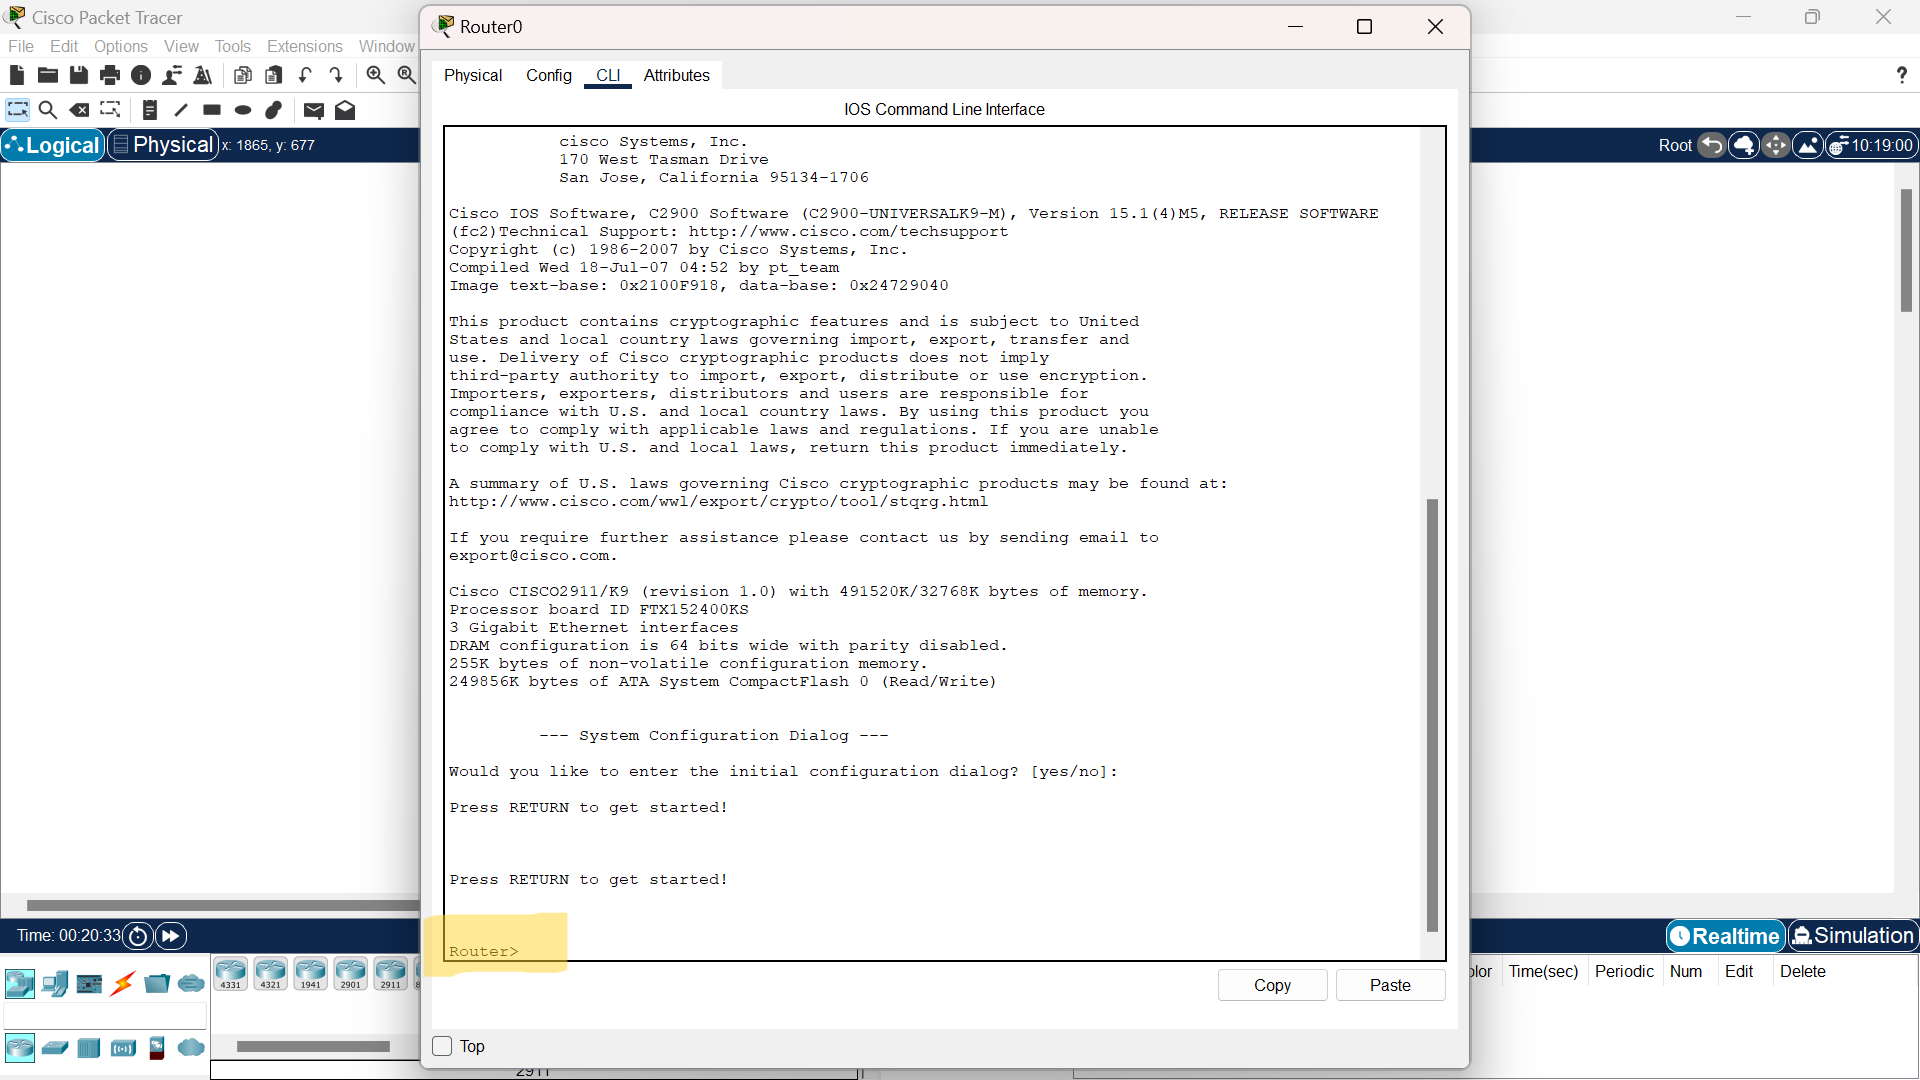 Cisco Packet Tracer
File Edit Options View Tools Extensions Window
Logical Physical x: 1865, y: 677
Root 10:19:00
Router0
Physical Config CLI Attributes
IOS Command Line Interface
cisco Systems, Inc.
170 West Tasman Drive
San Jose, California 95134-1706
Cisco IOS Software, C2900 Software (C2900-UNIVERSALK9-M), Version 15.1(4)M5, RELEASE SOFTWARE
(fc2)Technical Support: http://www.cisco.com/techsupport
Copyright (c) 1986-2007 by Cisco Systems, Inc.
Compiled Wed 18-Jul-07 04:52 by pt_team
Image text-base: 0x2100F918, data-base: 0x24729040
This product contains cryptographic features and is subject to United
States and local country laws governing import, export, transfer and
use. Delivery of Cisco cryptographic products does not imply
third-party authority to import, export, distribute or use encryption.
Importers, exporters, distributors and users are responsible for
compliance with U.S. and local country laws. By using this product you
agree to comply with applicable laws and regulations. If you are unable
to comply with U.S. and local laws, return this product immediately.
A summary of U.S. laws governing Cisco cryptographic products may be found at:
http://www.cisco.com/wwl/export/crypto/tool/stqrg.html
If you require further assistance please contact us by sending email to
export@cisco.com.
Cisco CISCO2911/K9 (revision 1.0) with 491520K/32768K bytes of memory.
Processor board ID FTX152400KS
3 Gigabit Ethernet interfaces
DRAM configuration is 64 bits wide with parity disabled.
255K bytes of non-volatile configuration memory.
249856K bytes of ATA System CompactFlash 0 (Read/Write)
--- System Configuration Dialog ---
Would you like to enter the initial configuration dialog? [yes/no]:
Press RETURN to get started!
Press RETURN to get started!
Router>
Copy Paste
Top
Time: 00:20:33
4331 4321 1941 2901 2911
2911
Realtime Simulation
Time(sec) Periodic Num Edit Delete